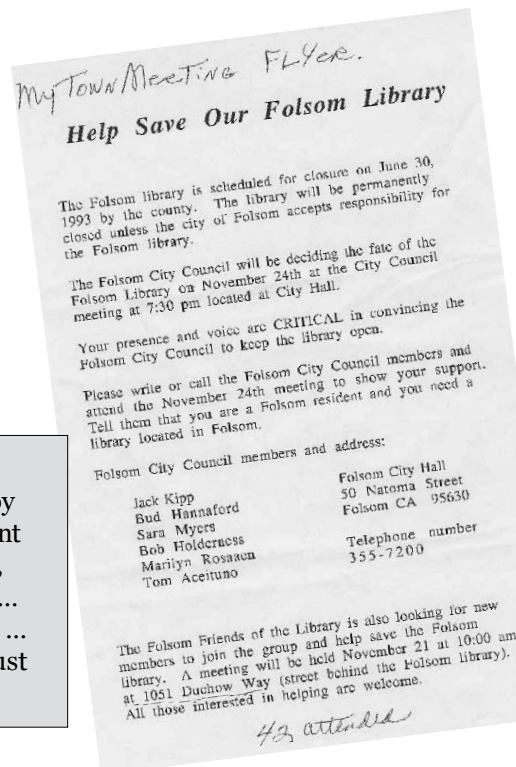 My Town Meeting Flyer.
Help Save Our Folsom Library
The Folsom library is scheduled for closure on June 30,
1993 by the county. The library will be permanently
closed unless the city of Folsom accepts responsibility for
the Folsom library.
The Folsom City Council will be deciding the fate of the
Folsom Library on November 24th at the City Council
meeting at 7:30 pm located at City Hall.
Your presence and voice are CRITICAL in convincing the
Folsom City Council to keep the library open.
Please write or call the Folsom City Council members and
attend the November 24th meeting to show your support.
Tell them that you are a Folsom resident and you need a
library located in Folsom.
Folsom City Council members and address:
Jack Kipp
Bud Hannaford
Sara Myers
Bob Holderness
Marilyn Rosaaen
Tom Aceituno
Folsom City Hall
50 Natoma Street
Folsom CA 95630
Telephone number
355-7200
The Folsom Friends of the Library is also looking for new
members to join the group and help save the Folsom
library. A meeting will be held November 21 at 10:00 am
at 1051 Duchow Way (street behind the Folsom library).
All those interested in helping are welcome.
42 attended
...
...